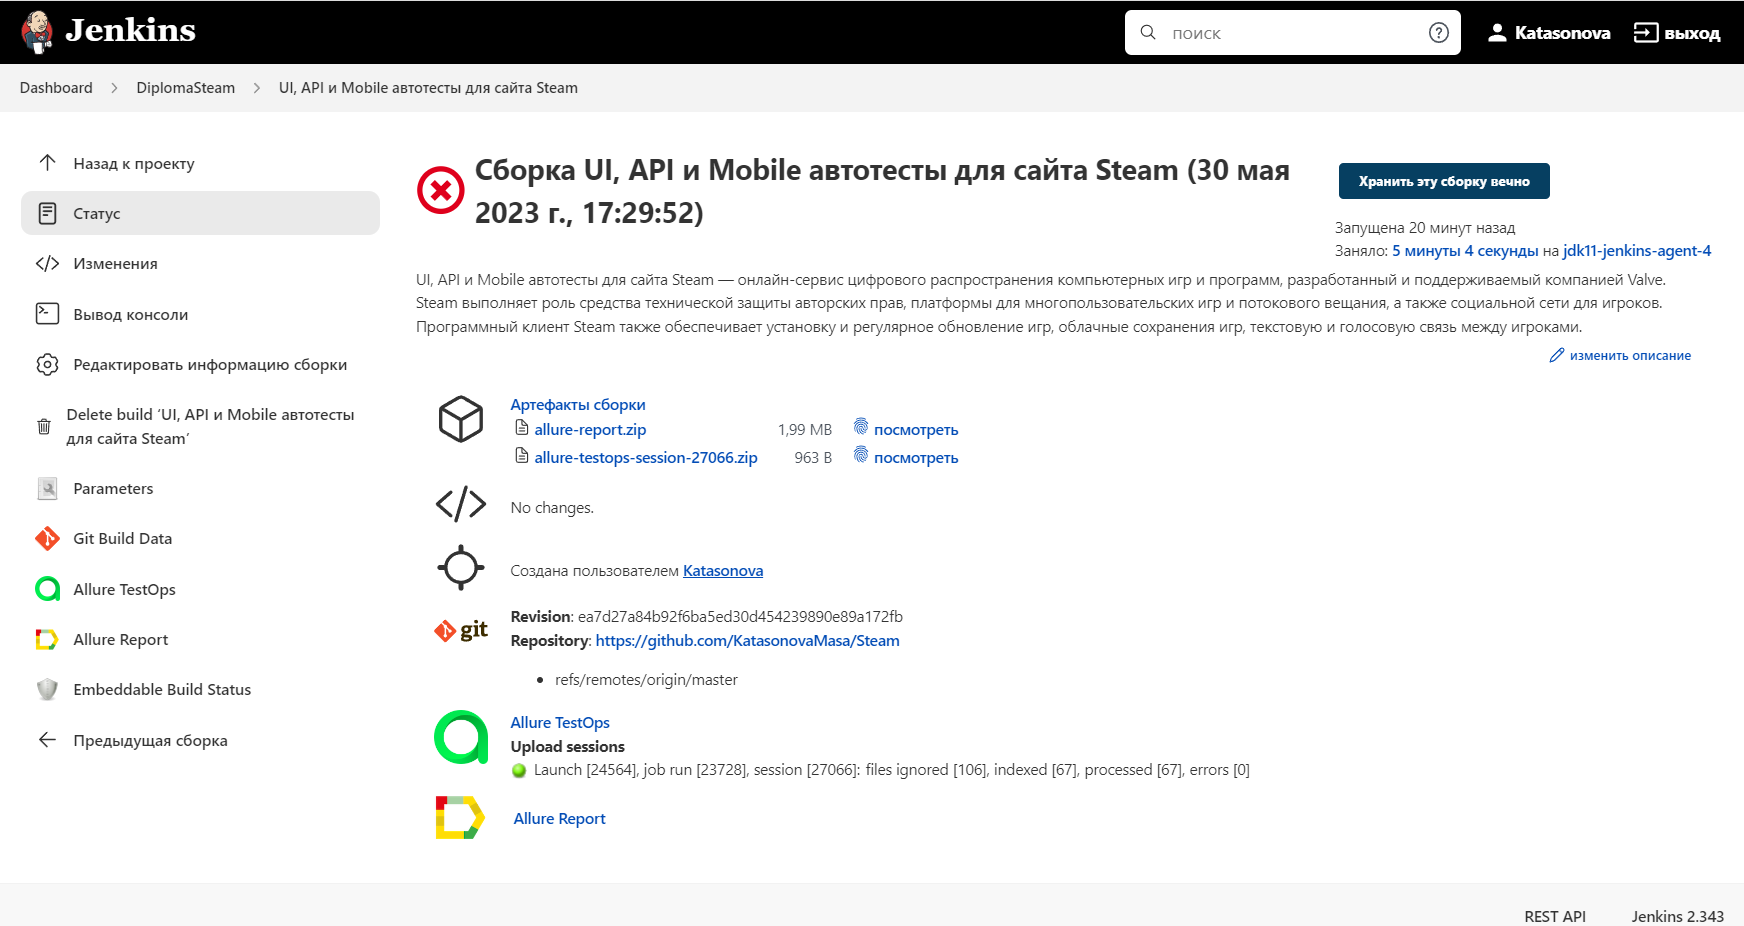 Jenkins
поиск
Katasonova
выход
Dashboard
DiplomaSteam
UI, API и Mobile автотесты для сайта Steam
Назад к проекту
Статус
Изменения
Вывод консоли
Редактировать информацию сборки
Delete build ‘UI, API и Mobile автотесты
для сайта Steam’
Parameters
Git Build Data
Allure TestOps
Allure Report
Embeddable Build Status
Предыдущая сборка
Сборка UI, API и Mobile автотесты для сайта Steam (30 мая
2023 г., 17:29:52)
Хранить эту сборку вечно
Запущена 20 минут назад
Заняло: 5 минуты 4 секунды на jdk11-jenkins-agent-4
UI, API и Mobile автотесты для сайта Steam — онлайн-сервис цифрового распространения компьютерных игр и программ, разработанный и поддерживаемый компанией Valve.
Steam выполняет роль средства технической защиты авторских прав, платформы для многопользовательских игр и потокового вещания, а также социальной сети для игроков.
Программный клиент Steam также обеспечивает установку и регулярное обновление игр, облачные сохранения игр, текстовую и голосовую связь между игроками.
изменить описание
Артефакты сборки
allure-report.zip 1,99 MB посмотреть
allure-testops-session-27066.zip 963 B посмотреть
No changes.
Создана пользователем Katasonova
git
Revision: ea7d27a84b92f6ba5ed30d454239890e89a172fb
Repository: https://github.com/KatasonovaMasa/Steam
• refs/remotes/origin/master
Allure TestOps
Upload sessions
Launch [24564], job run [23728], session [27066]: files ignored [106], indexed [67], processed [67], errors [0]
Allure Report
REST API
Jenkins 2.343